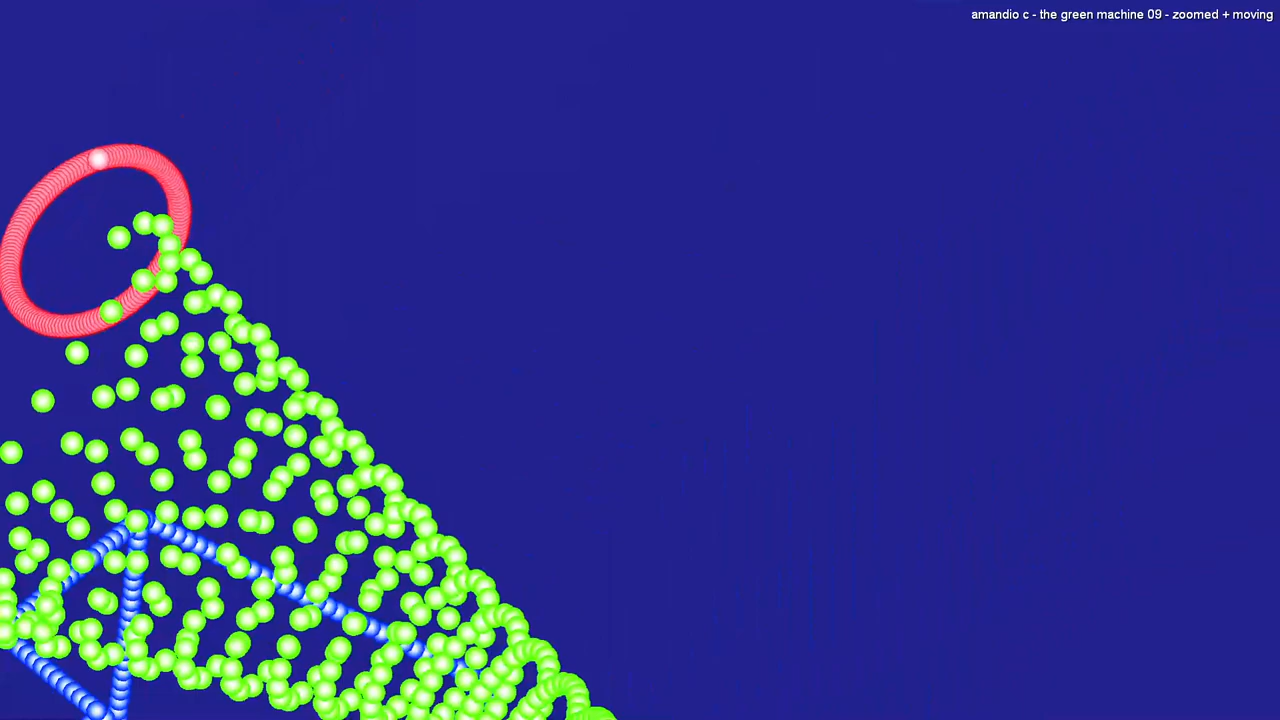 amandio c - the green machine 09 - zoomed + moving